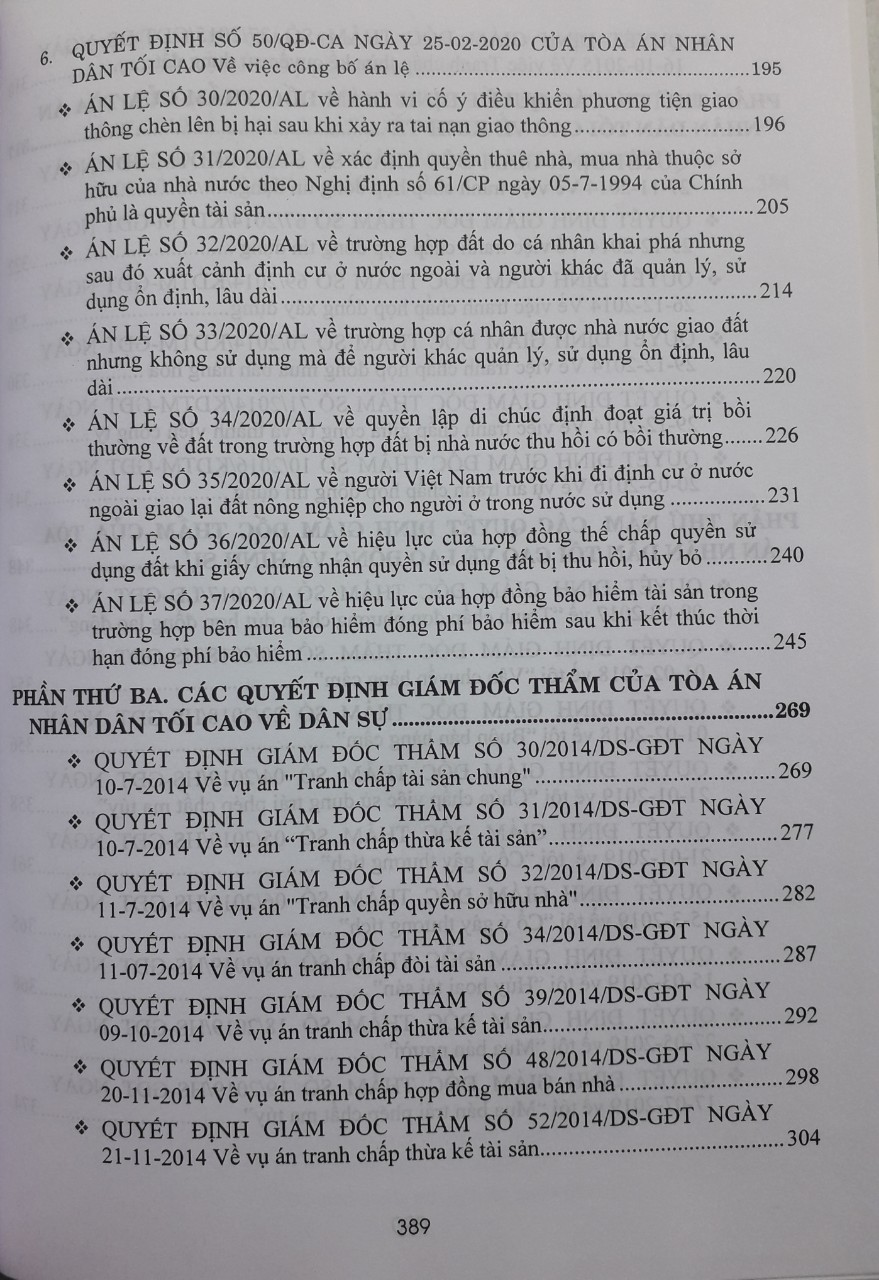 6. QUYẾT ĐỊNH SỐ 50/QĐ-CA NGÀY 25-02-2020 CỦA TÒA ÁN NHÂN
DÂN TỐI CAO Về việc công bố án lệ ........................................195
❖ ÁN LỆ SỐ 30/2020/AL về hành vi cố ý điều khiển phương tiện giao
thông chèn lên bị hại sau khi xảy ra tai nạn giao thông..............................196
❖ ÁN LỆ SỐ 31/2020/AL về xác định quyền thuê nhà, mua nhà thuộc sở
hữu của nhà nước theo Nghị định số 61/CP ngày 05-7-1994 của Chính
phủ là quyền tài sản........................................205
❖ ÁN LỆ SỐ 32/2020/AL về trường hợp đất do cá nhân khai phá nhưng
sau đó xuất cảnh định cư ở nước ngoài và người khác đã quản lý, sử
dụng ổn định, lâu dài........................................214
❖ ÁN LỆ SỐ 33/2020/AL về trường hợp cá nhân được nhà nước giao đất
nhưng không sử dụng mà để người khác quản lý, sử dụng ổn định, lâu
dài........................................220
❖ ÁN LỆ SỐ 34/2020/AL về quyền lập di chúc định đoạt giá trị bồi
thường về đất trong trường hợp đất bị nhà nước thu hồi có bồi thường.......226
❖ ÁN LỆ SỐ 35/2020/AL về người Việt Nam trước khi đi định cư ở nước
ngoài giao lại đất nông nghiệp cho người ở trong nước sử dụng ................231
❖ ÁN LỆ SỐ 36/2020/AL về hiệu lực của hợp đồng thế chấp quyền sử
dụng đất khi giấy chứng nhận quyền sử dụng đất bị thu hồi, hủy bỏ ..........240
❖ ÁN LỆ SỐ 37/2020/AL về hiệu lực của hợp đồng bảo hiểm tài sản trong
trường hợp bên mua bảo hiểm đóng phí bảo hiểm sau khi kết thúc thời
hạn đóng phí bảo hiểm ........................................245
PHẦN THỨ BA. CÁC QUYẾT ĐỊNH GIÁM ĐỐC THẨM CỦA TÒA ÁN
NHÂN DÂN TỐI CAO VỀ DÂN SỰ ........................................269
❖ QUYẾT ĐỊNH GIÁM ĐỐC THẨM SỐ 30/2014/DS-GĐT NGÀY
10-7-2014 Về vụ án "Tranh chấp tài sản chung"........................................269
❖ QUYẾT ĐỊNH GIÁM ĐỐC THẨM SỐ 31/2014/DS-GĐT NGÀY
10-7-2014 Về vụ án “Tranh chấp thừa kế tài sản”........................................277
❖ QUYẾT ĐỊNH GIÁM ĐỐC THẨM SỐ 32/2014/DS-GĐT NGÀY
11-7-2014 Về vụ án "Tranh chấp quyền sở hữu nhà"..................................282
❖ QUYẾT ĐỊNH GIÁM ĐỐC THẨM SỐ 34/2014/DS-GĐT NGÀY
11-07-2014 Về vụ án tranh chấp đòi tài sản ........................................287
❖ QUYẾT ĐỊNH GIÁM ĐỐC THẨM SỐ 39/2014/DS-GĐT NGÀY
09-10-2014 Về vụ án tranh chấp thừa kế tài sản........................................292
❖ QUYẾT ĐỊNH GIÁM ĐỐC THẨM SỐ 48/2014/DS-GĐT NGÀY
20-11-2014 Về vụ án tranh chấp hợp đồng mua bán nhà ...........................298
❖ QUYẾT ĐỊNH GIÁM ĐỐC THẨM SỐ 52/2014/DS-GĐT NGÀY
21-11-2014 Về vụ án tranh chấp thừa kế tài sản........................................304
389